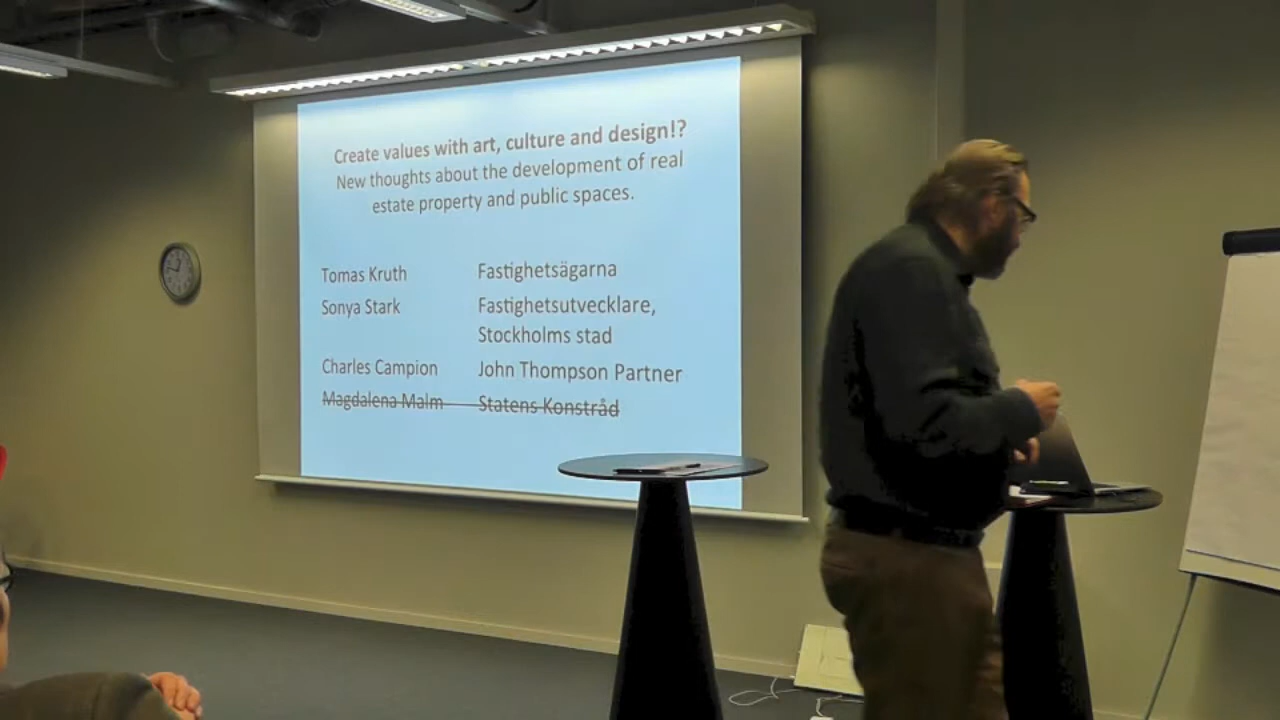 Create values with art, culture and design!?
New thoughts about the development of real
estate property and public spaces.
Tomas Kruth Fastighetsägarna
Sonya Stark Fastighetsutvecklare,
Stockholms stad
Charles Campion John Thompson Partner
Magdalena Malm Statens Konstråd